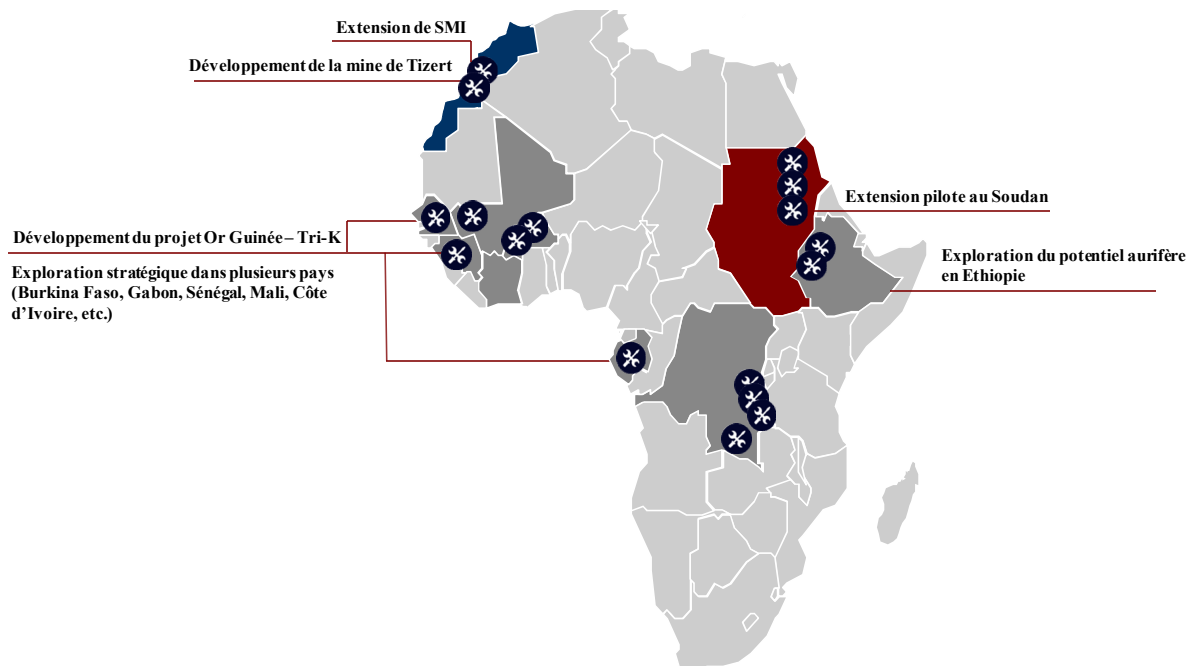 Extension de SMI
Développement de la mine de Tizert
Extension pilote au Soudan
Développement du projet Or Guinée – Tri-K
Exploration du potentiel aurifère
en Ethiopie
Exploration stratégique dans plusieurs pays
(Burkina Faso, Gabon, Sénégal, Mali, Côte
d'Ivoire, etc.)